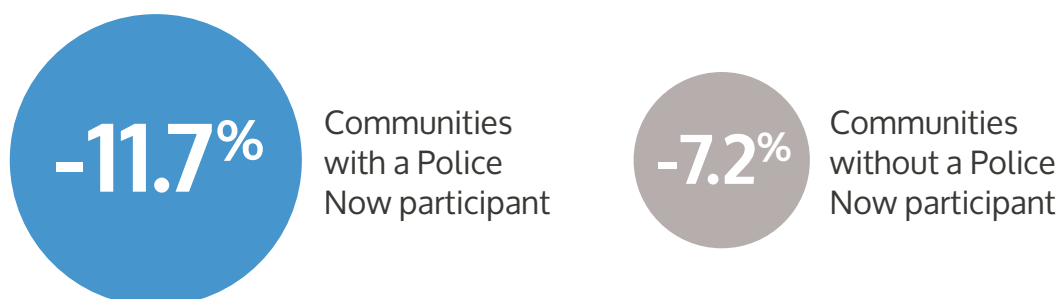 -11.7%
Communities
with a Police
Now participant
-7.2%
Communities
without a Police
Now participant